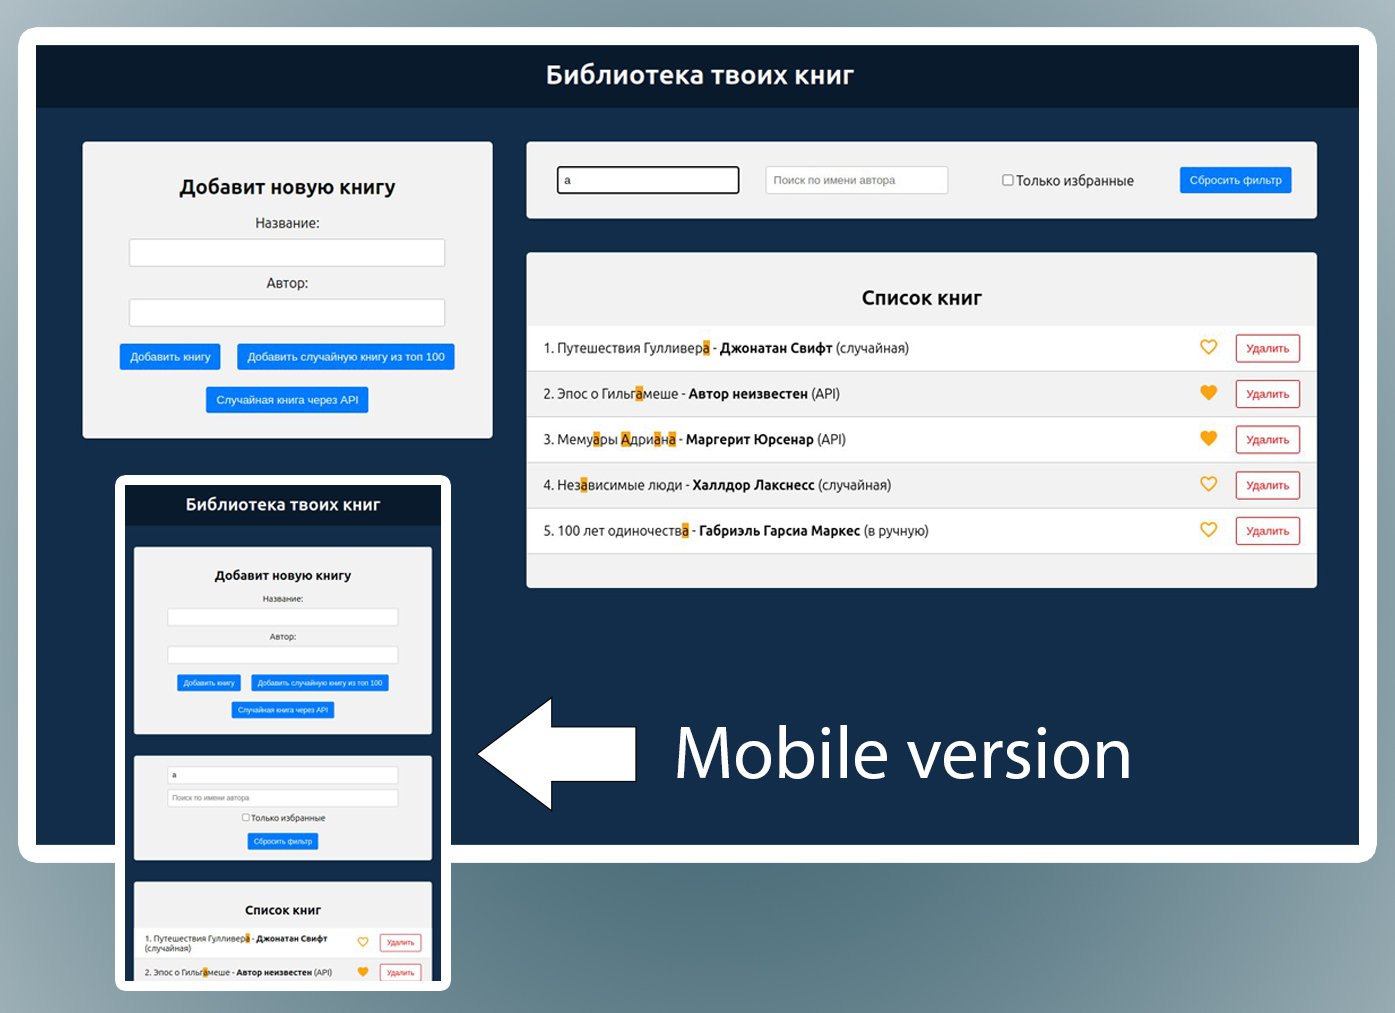 Библиотека твоих книг
Добавит новую книгу
Название:
Автор:
Добавить книгу
Добавить случайную книгу из топ 100
Случайная книга через API
а
Поиск по имени автора
Только избранные
Сбросить фильтр
Список книг
1. Путешествия Гулливера - Джонатан Свифт (случайная)
Удалить
2. Эпос о Гильгамеше - Автор неизвестен (API)
Удалить
3. Мемуары Адриана - Маргерит Юрсенар (API)
Удалить
4. Независимые люди - Халлдор Лакснесс (случайная)
Удалить
5. 100 лет одиночества - Габриэль Гарсиа Маркес (в ручную)
Удалить
Библиотека твоих книг
Добавит новую книгу
Название:
Автор:
Добавить книгу
Добавить случайную книгу из топ 100
Случайная книга через API
а
Поиск по имени автора
Только избранные
Сбросить фильтр
Список книг
1. Путешествия Гулливера - Джонатан Свифт
(случайная)
Удалить
2. Эпос о Гильгамеше - Автор неизвестен (API)
Удалить
Mobile version